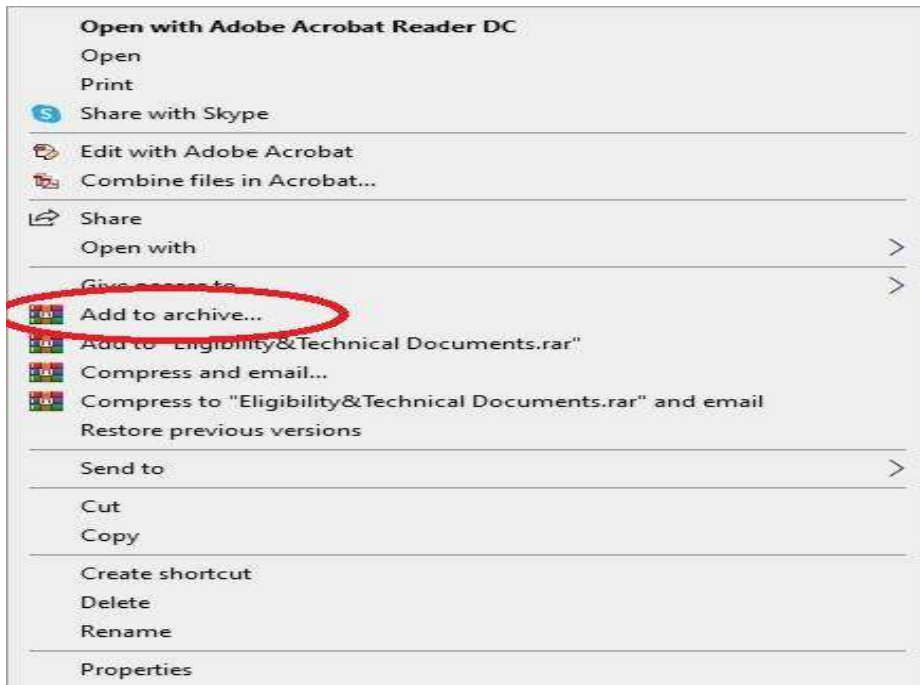 Open with Adobe Acrobat Reader DC
Open
Print
Share with Skype
Edit with Adobe Acrobat
Combine files in Acrobat...
Share
Open with
Give access to
Add to archive...
Add to "Eligibility&Technical Documents.rar"
Compress and email...
Compress to "Eligibility&Technical Documents.rar" and email
Restore previous versions
Send to
Cut
Copy
Create shortcut
Delete
Rename
Properties